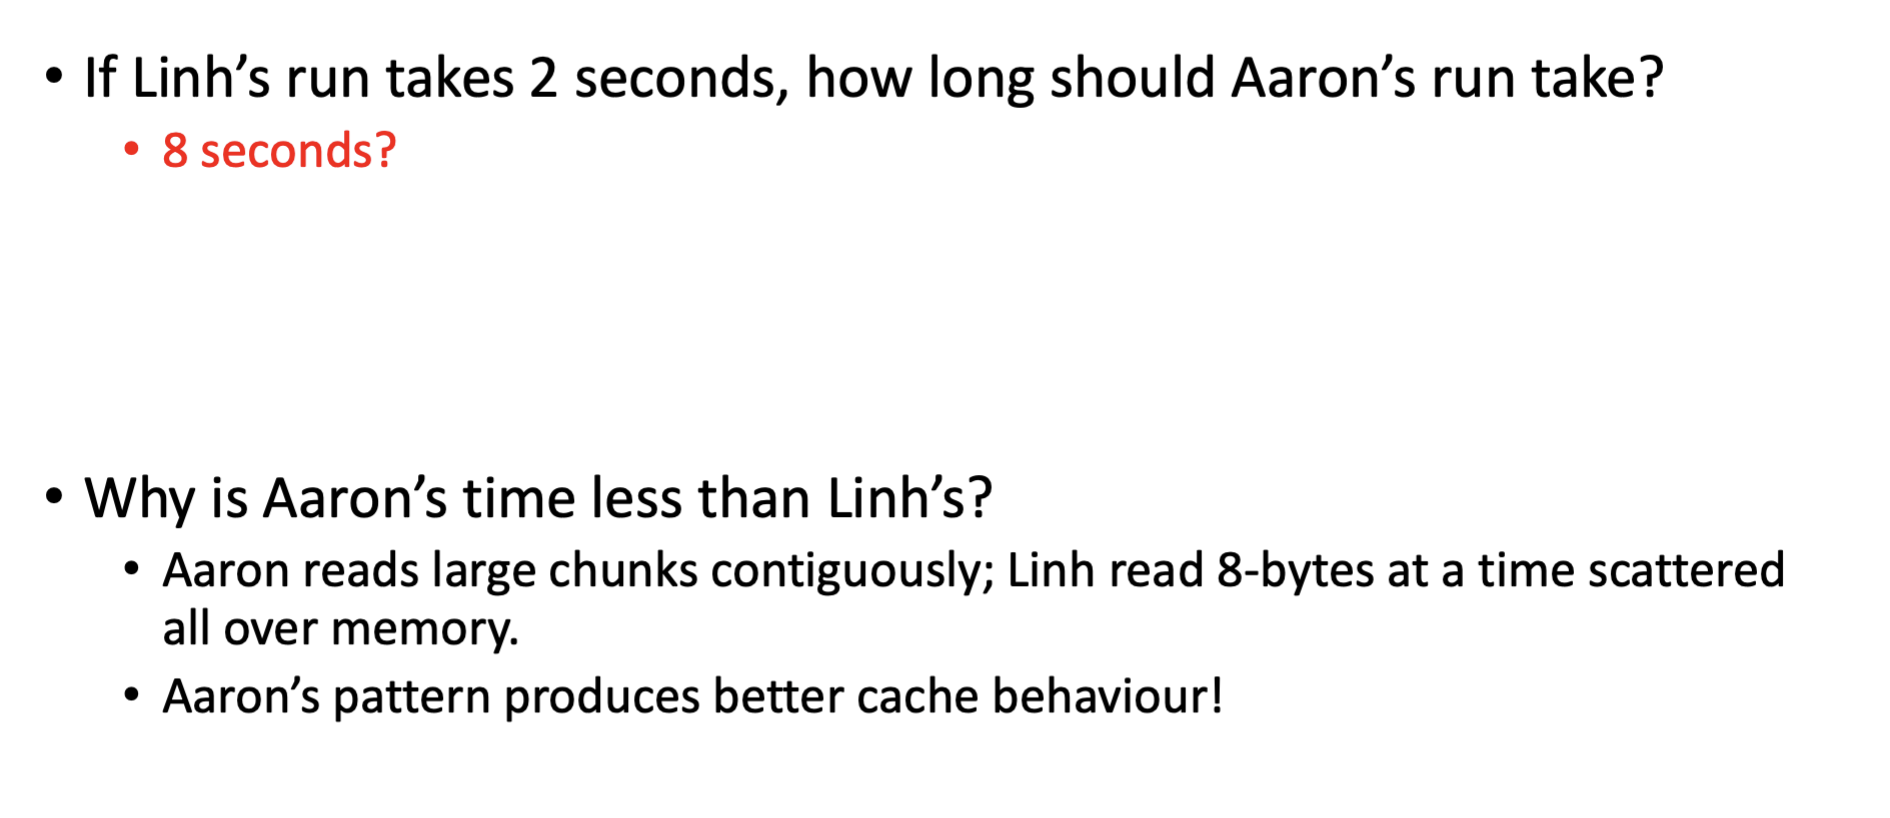 • If Linh’s run takes 2 seconds, how long should Aaron’s run take?
• 8 seconds?
• Why is Aaron’s time less than Linh’s?
• Aaron reads large chunks contiguously; Linh read 8-bytes at a time scattered
all over memory.
• Aaron’s pattern produces better cache behaviour!